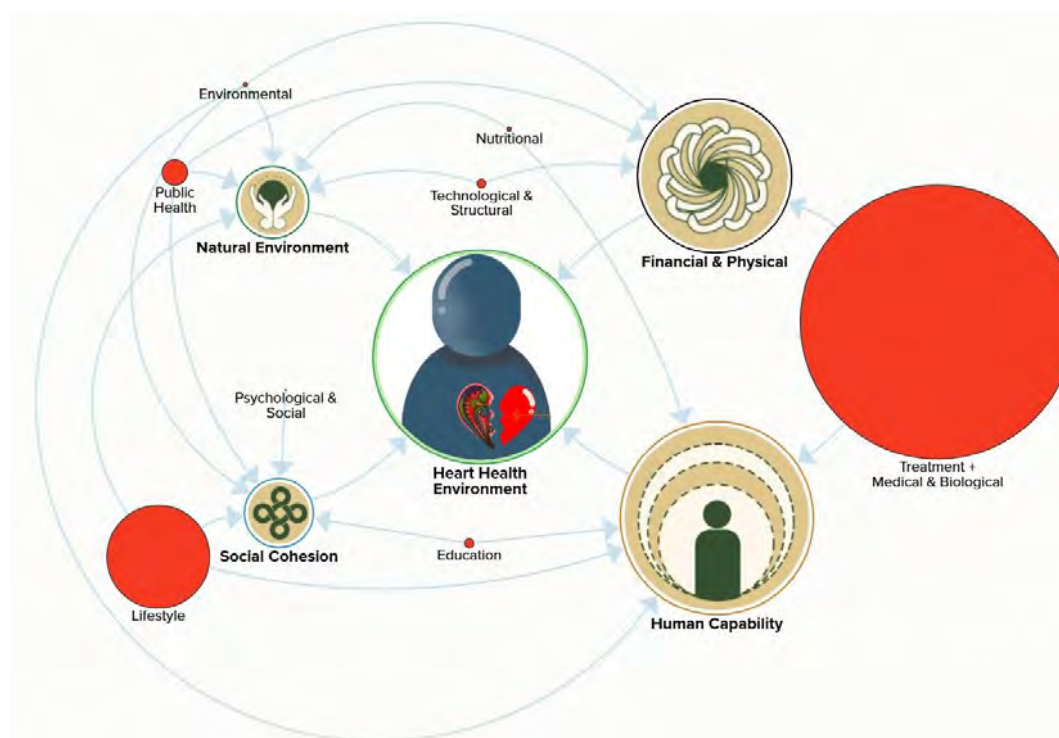 Environmental
Nutritional
Public
Health
Technological &
Structural
Natural Environment
Financial & Physical
Psychological &
Social
Heart Health
Environment
Treatment +
Medical & Biological
Social Cohesion
Education
Lifestyle
Human Capability